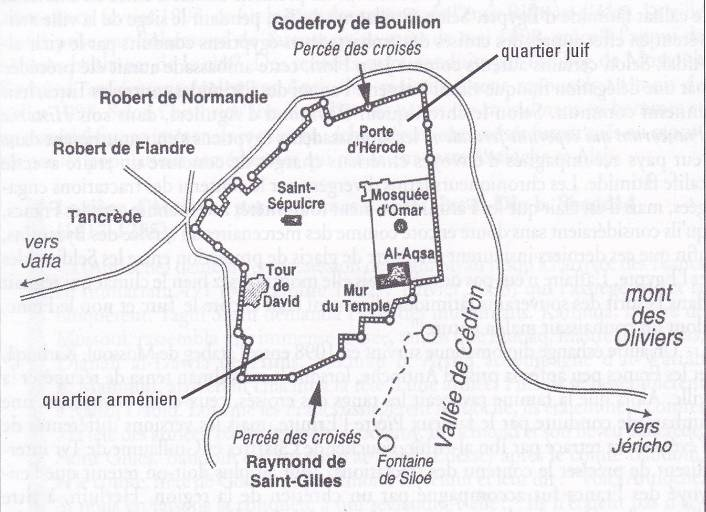 Godefroy de Bouillon
Percée des croisés
quartier juif
Robert de Normandie
Porte
d'Hérode
Robert de Flandre
Saint-
Sépulcre
Mosquée
d'Omar
Tancrède
vers
Jaffa
Al-Aqsa
Tour
de
David
Mur
du Temple
mont
des
Oliviers
Vallée de Cédron
quartier arménien
Percée des croisés
vers
Jéricho
Raymond de
Saint-Gilles
Fontaine
de Siloé